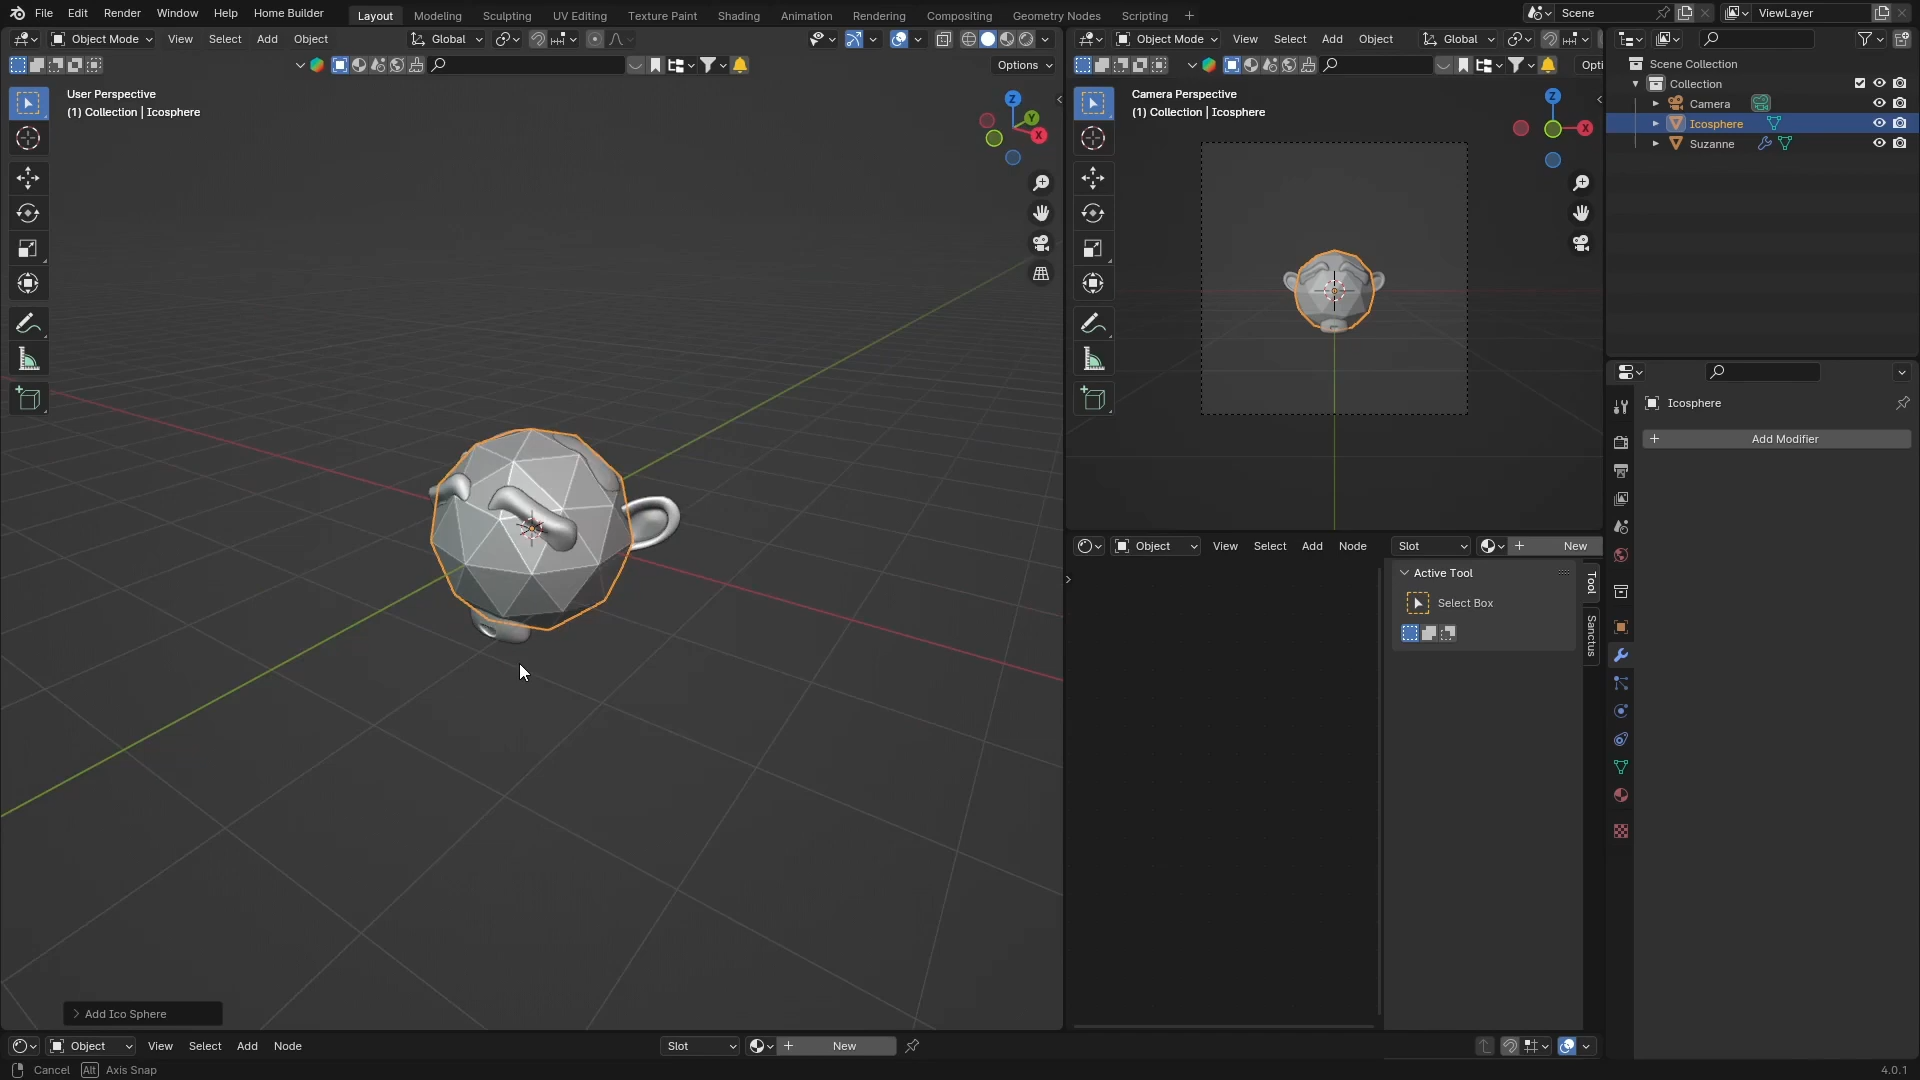 File Edit Render Window Help Home Builder Layout Modeling Sculpting UV Editing Texture Paint Shading Animation Rendering Compositing Geometry Nodes Scripting Scene ViewLayer
Object Mode View Select Add Object Global
Options
User Perspective
(1) Collection | Icosphere
Z
Y
X
Add Ico Sphere
Object Mode View Select Add Object Global
Opti
Camera Perspective
(1) Collection | Icosphere
Z
X
Object View Select Add Node Slot New
Active Tool
Select Box
Tool
Sanctus
Scene Collection
Collection
Camera
Icosphere
Suzanne
Icosphere
Add Modifier
Object View Select Add Node Slot New
Cancel Alt Axis Snap 4.0.1